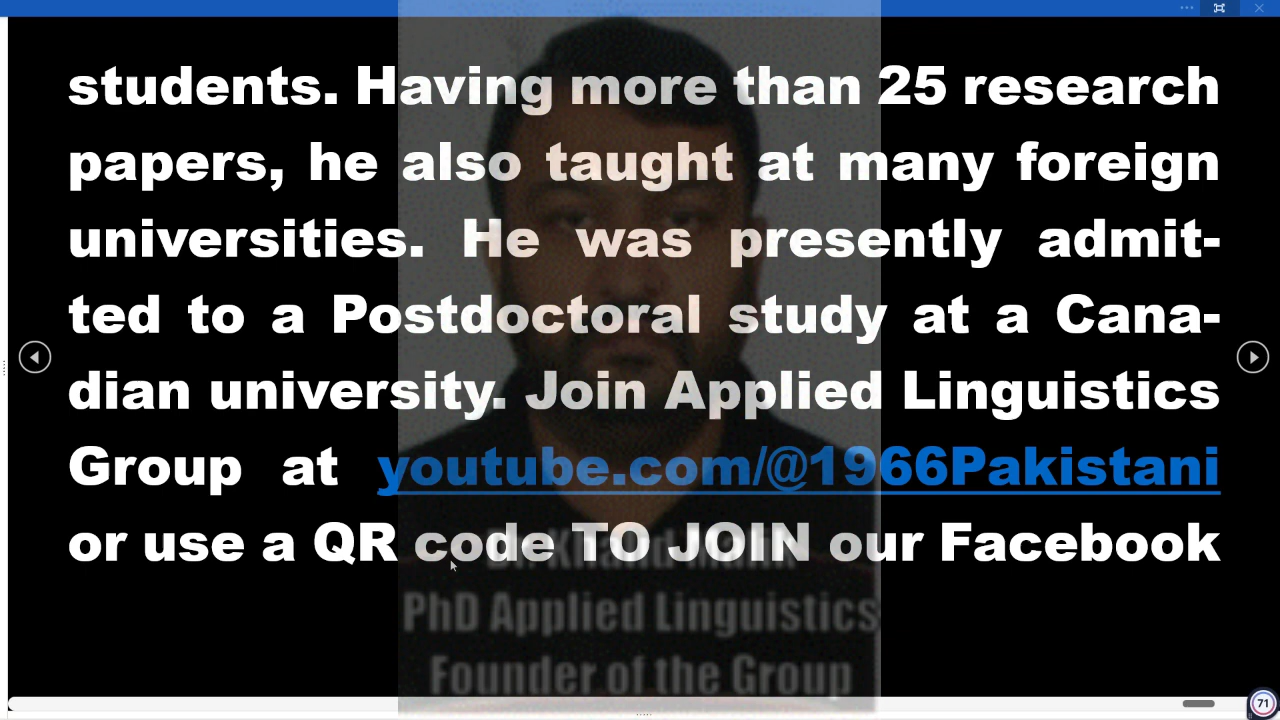 students. Having more than 25 research
papers, he also taught at many foreign
universities. He was presently admit-
ted to a Postdoctoral study at a Cana-
dian university. Join Applied Linguistics
Group at youtube.com/@1966Pakistani
or use a QR code TO JOIN our Facebook
PhD Applied Linguistics
Founder of the Group
71